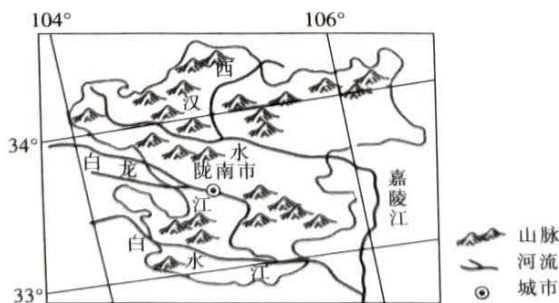 104°
106°
西
汉
34°
水
白
龙
陇南市
江
嘉陵江
白
水
江
33°
山脉
河流
城市